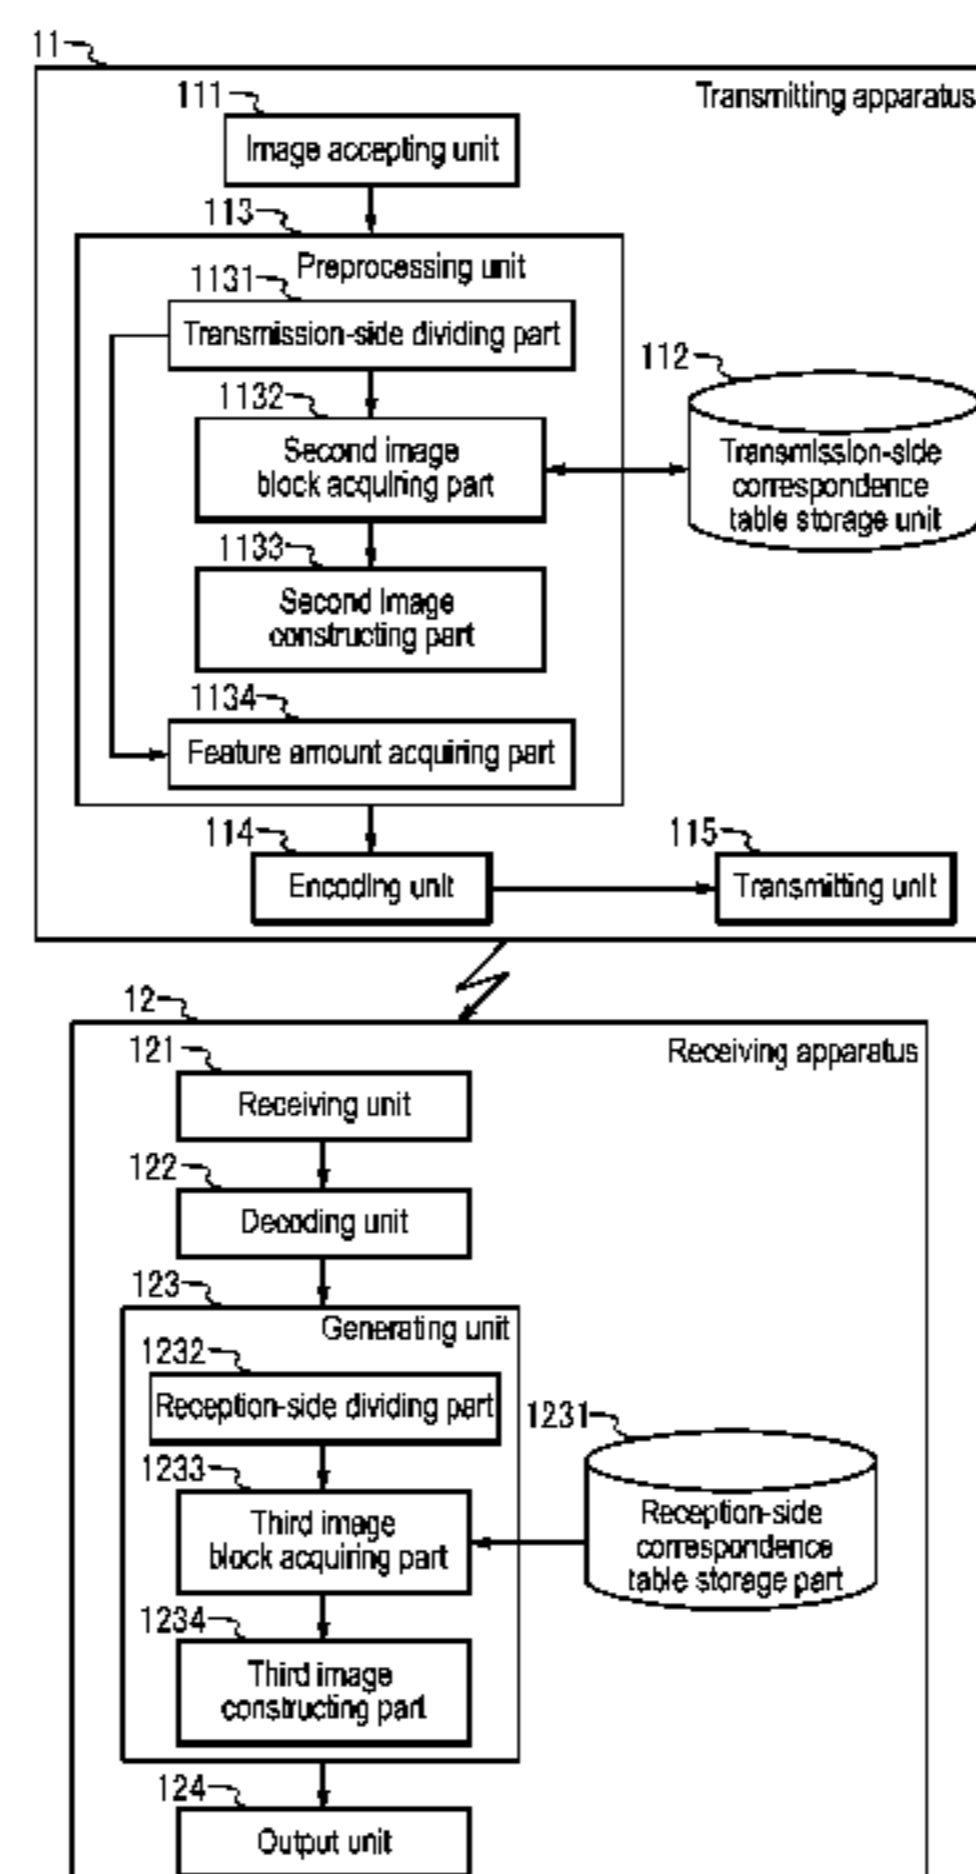 11
Transmitting apparatus
111
Image accepting unit
113
Preprocessing unit
1131
Transmission-side dividing part
112
1132
Second image
block acquiring part
Transmission-side
correspondence
table storage unit
1133
Second image
constructing part
1134
Feature amount acquiring part
114
115
Encoding unit
Transmitting unit
12
Receiving apparatus
121
Receiving unit
122
Decoding unit
123
Generating unit
1232
Reception-side dividing part
1231
1233
Third image
block acquiring part
Reception-side
correspondence
table storage part
1234
Third image
constructing part
124
Output unit